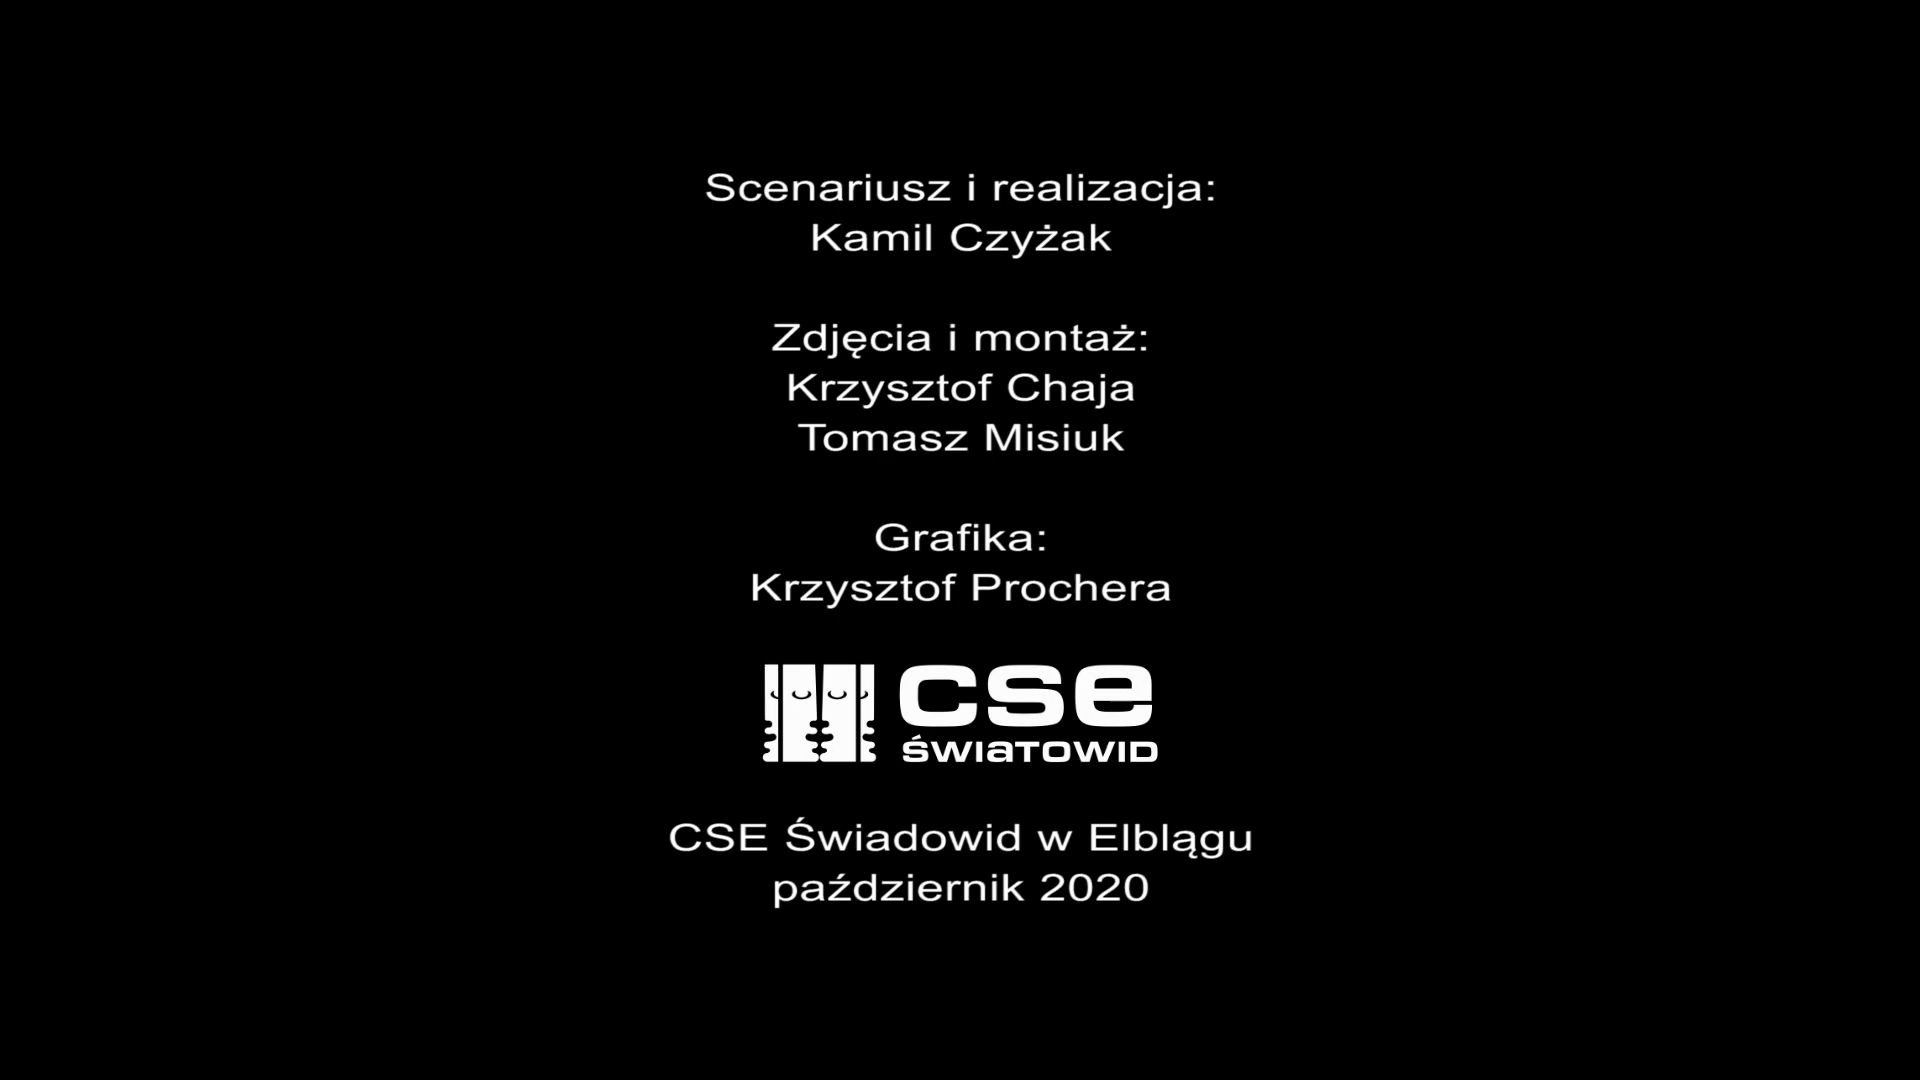 Scenariusz i realizacja:
Kamil Czyżak
Zdjęcia i montaż:
Krzysztof Chaja
Tomasz Misiuk
Grafika:
Krzysztof Prochera
cse
ŚWIATOWID
CSE Świadowid w Elblągu
październik 2020